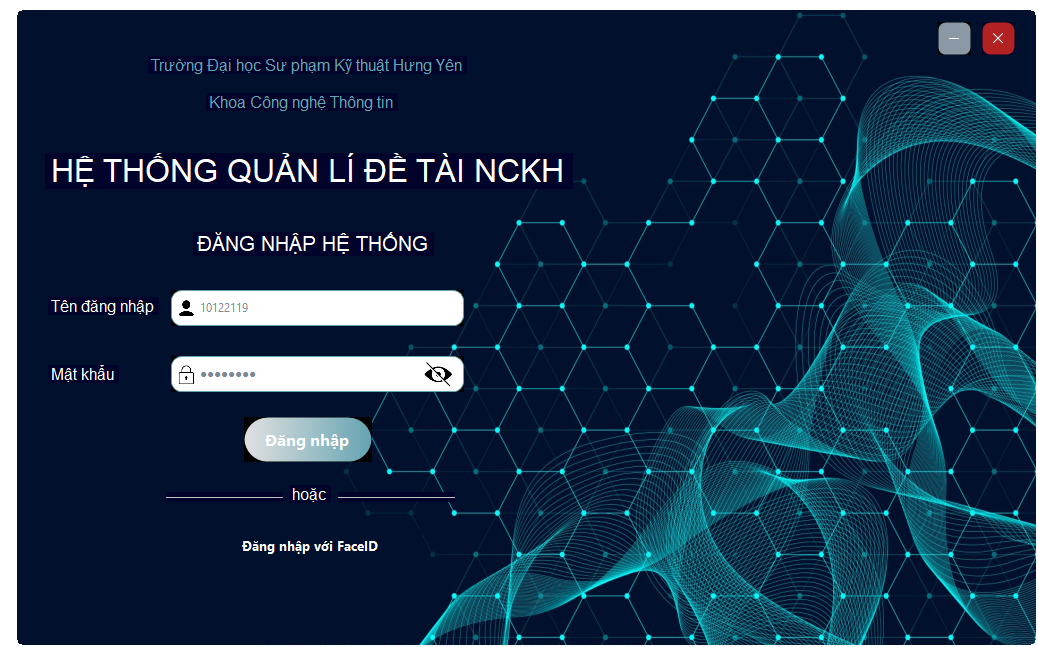 Trường Đại học Sư phạm Kỹ thuật Hưng Yên
Khoa Công nghệ Thông tin
HỆ THỐNG QUẢN LÍ ĐỀ TÀI NCKH
ĐĂNG NHẬP HỆ THỐNG
Tên đăng nhập 10122119
Mật khẩu ••••••••
Đăng nhập
hoặc
Đăng nhập với FaceID